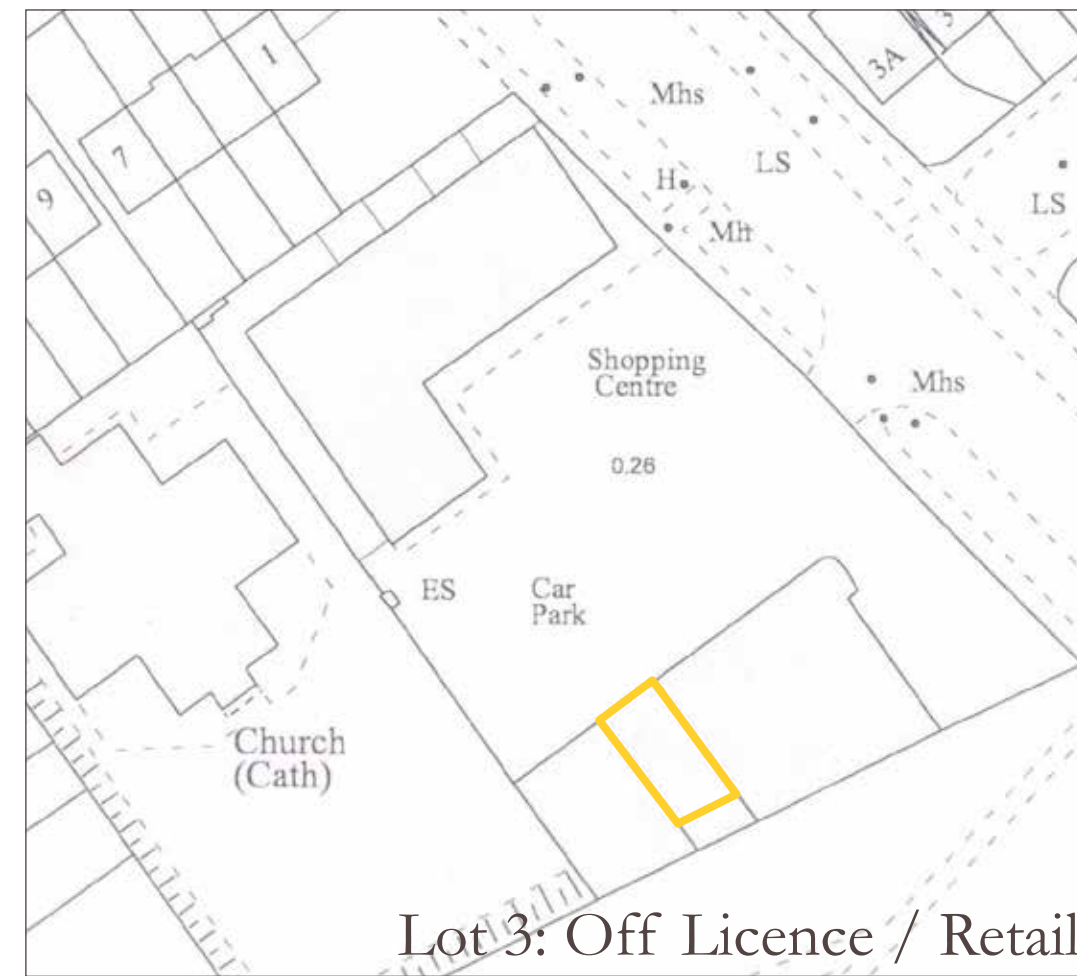 1
3
3A
Mhs
7
LS
H
9
LS
Mh
Shopping
Centre
Mhs
0.26
ES
Car
Park
Church
(Cath)
Lot 3: Off Licence / Retail